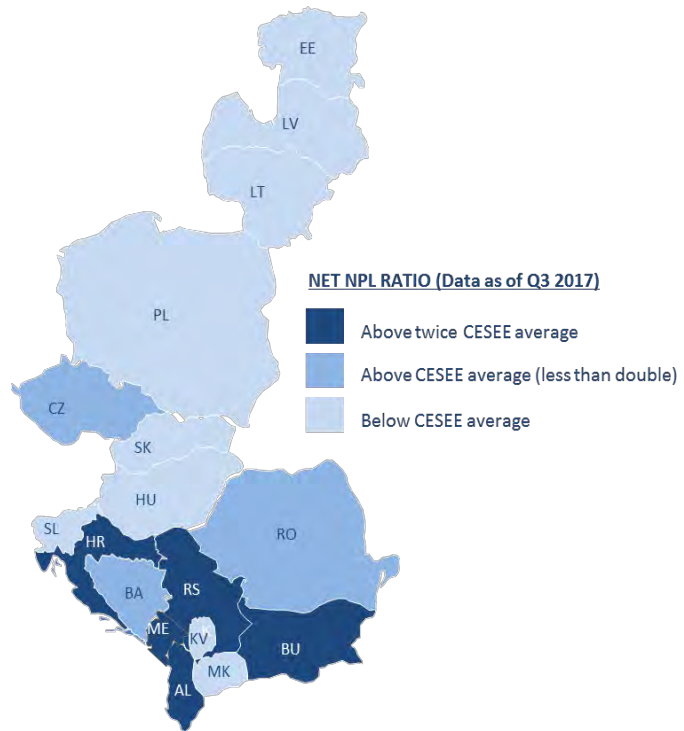 EE
LV
LT
NET NPL RATIO (Data as of Q3 2017)
PL
Above twice CESEE average
Above CESEE average (less than double)
CZ
Below CESEE average
SK
HU
SL
HR
RO
BA
RS
ME
KV
BU
MK
AL